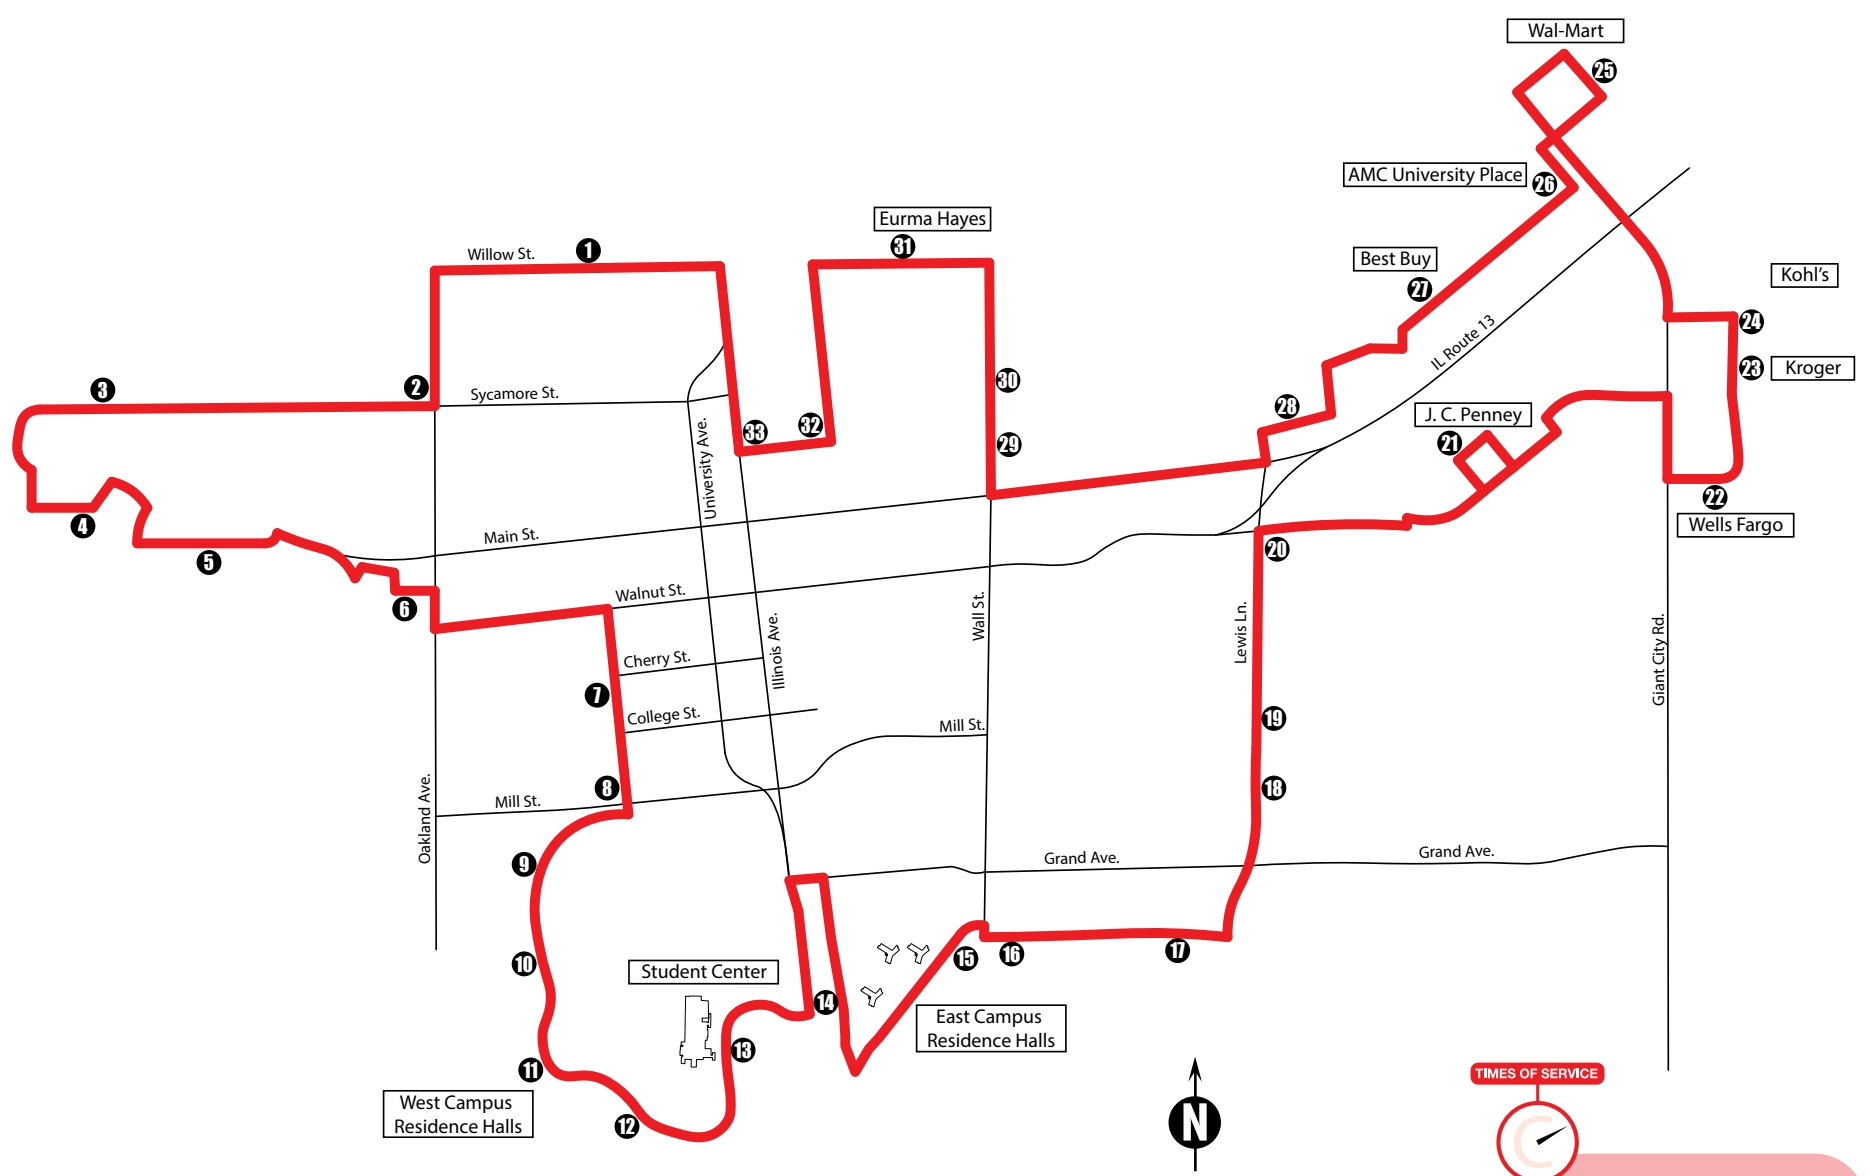 Wal-Mart
25
AMC University Place
26
Eurma Hayes
31
Willow St.
1
Best Buy
27
Kohl's
24
IL Route 13
Kroger
23
3
2
Sycamore St.
30
28
J. C. Penney
21
33
32
29
University Ave.
4
22
Wells Fargo
Main St.
5
20
6
Walnut St.
Wall St.
Lewis Ln.
Giant City Rd.
Illinois Ave.
Cherry St.
7
College St.
19
Mill St.
8
Mill St.
18
Oakland Ave.
9
Grand Ave.
Grand Ave.
10
Student Center
15
16
17
14
East Campus
Residence Halls
13
11
West Campus
Residence Halls
12
N
TIMES OF SERVICE